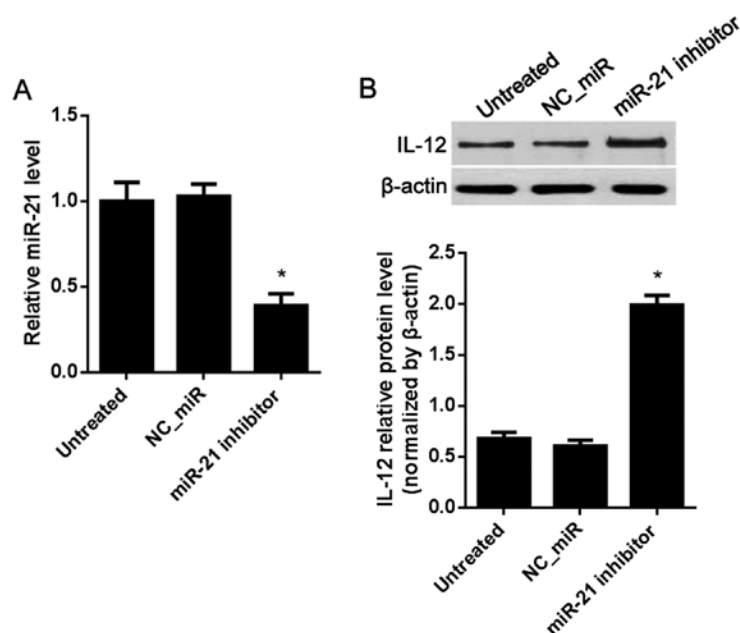 A
Relative miR-21 level
1.5
1.0
0.5
0.0
*
Untreated
NC_miR
miR-21 inhibitor
B
Untreated
NC_miR
miR-21 inhibitor
IL-12
β-actin
IL-12 relative protein level
(normalized by β-actin)
2.5
2.0
1.5
1.0
0.5
0.0
*
Untreated
NC_miR
miR-21 inhibitor